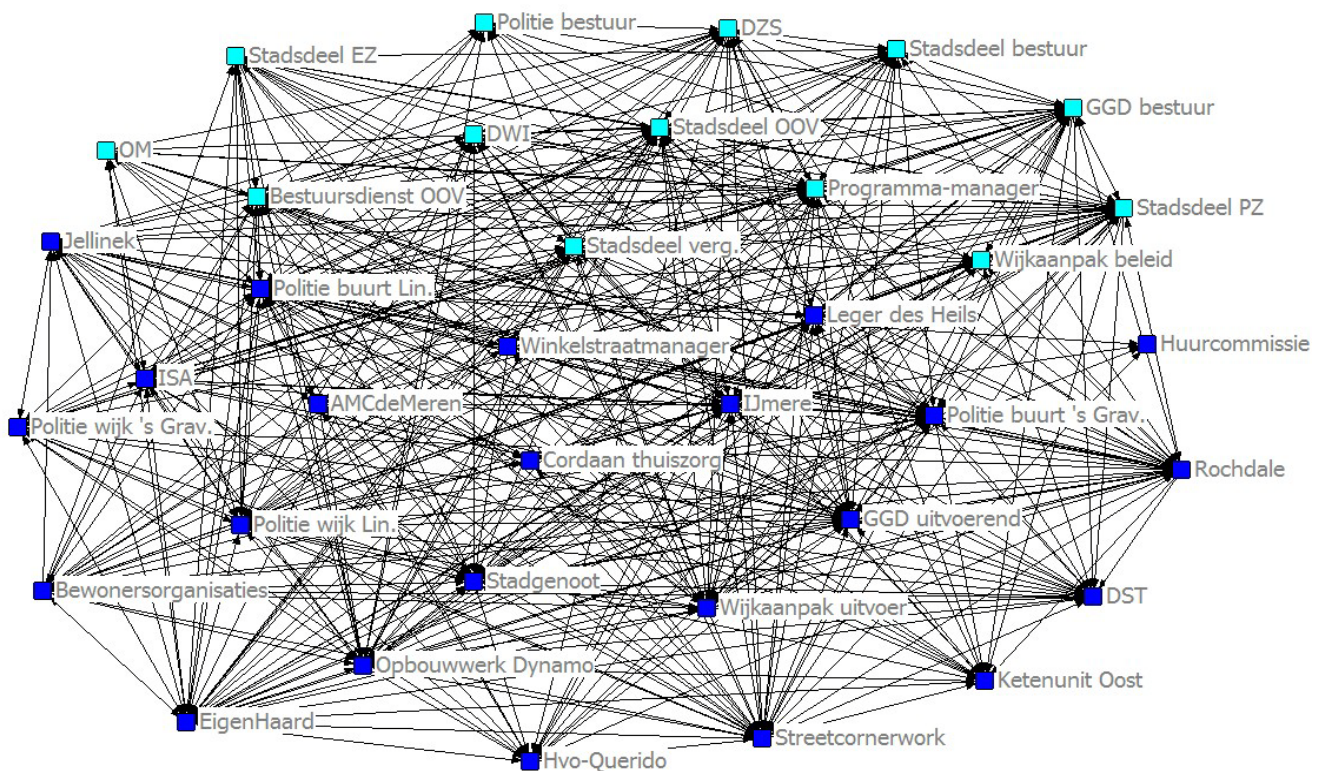 Politie bestuur
DZS
Stadsdeel bestuur
Stadsdeel EZ
GGD bestuur
DWI
Stadsdeel OOV
OM
Bestuursdienst OOV
Programma-manager
Stadsdeel PZ
Jellinek
Stadsdeel verg.
Wijkaanpak beleid
Politie buurt Lin.
Leger des Heils
Winkelstraatmanager
Huurcommissie
ISA
AMCdeMeren
IJmere
Politie buurt 's Grav.
Politie wijk 's Grav.
Cordaan thuiszorg
Rochdale
Politie wijk Lin.
GGD uitvoerend
Bewonersorganisaties
Stadgenoot
Wijkaanpak uitvoer
DST
Opbouwwerk Dynamo
Ketenunit Oost
EigenHaard
Streetcornerwork
Hvo-Querido